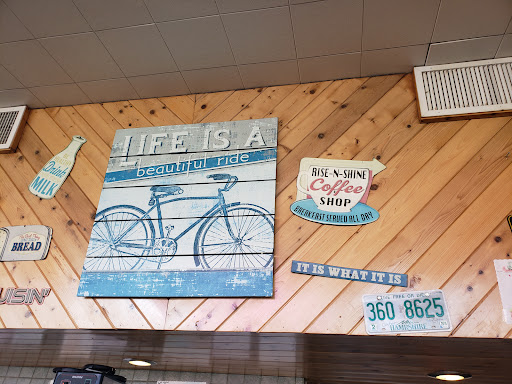 LIFE IS A
beautiful ride
Drink
MILK
BREAD
RISE-N-SHINE
Coffee
SHOP
BREAKFAST SERVED ALL DAY
IT IS WHAT IT IS
360 8625